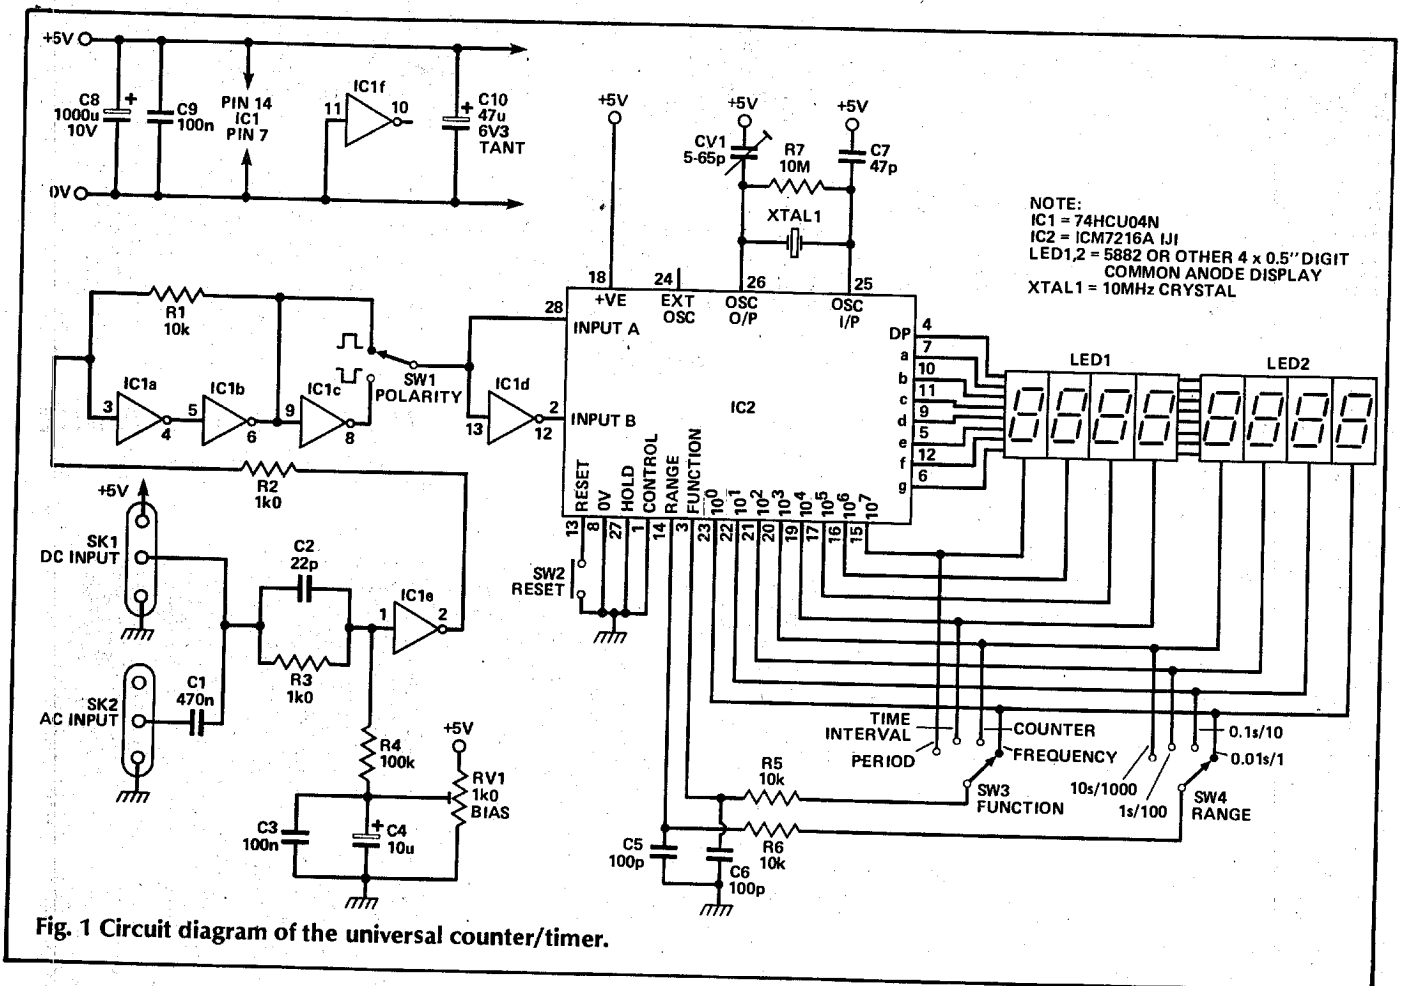 +5V
C8
1000u
10V
+
C9
100n
PIN 14
IC1
PIN 7
IC1f
11
10
+
C10
47u
6V3
TANT
0V
+5V
+5V
+5V
CV1
5-65p
R7
10M
C7
47p
XTAL1
NOTE:
IC1 = 74HCU04N
IC2 = ICM7216A IJI
LED1,2 = 5882 OR OTHER 4 x 0.5" DIGIT
COMMON ANODE DISPLAY
XTAL1 = 10MHz CRYSTAL
R1
10k
IC1a
3
4
IC1b
5
6
IC1c
9
8
SW1
POLARITY
IC1d
13
12
28
2
18
24
26
25
+VE
EXT
OSC
OSC
O/P
OSC
I/P
INPUT A
INPUT B
IC2
DP
a
b
c
d
e
f
g
4
7
10
11
9
5
12
6
LED1
LED2
RESET
0V
HOLD
CONTROL
RANGE
FUNCTION
10⁰
10¹
10²
10³
10⁴
10⁵
10⁶
10⁷
13
8
27
1
14
3
23
22
21
20
19
17
16
15
R2
1k0
+5V
SK1
DC INPUT
C2
22p
R3
1k0
IC1e
1
2
SW2
RESET
SK2
AC INPUT
C1
470n
R4
100k
+5V
RV1
1k0
BIAS
C3
100n
+
C4
10u
TIME
INTERVAL
PERIOD
COUNTER
FREQUENCY
SW3
FUNCTION
10s/1000
1s/100
0.1s/10
0.01s/1
SW4
RANGE
R5
10k
R6
10k
C5
100p
C6
100p
Fig. 1 Circuit diagram of the universal counter/timer.